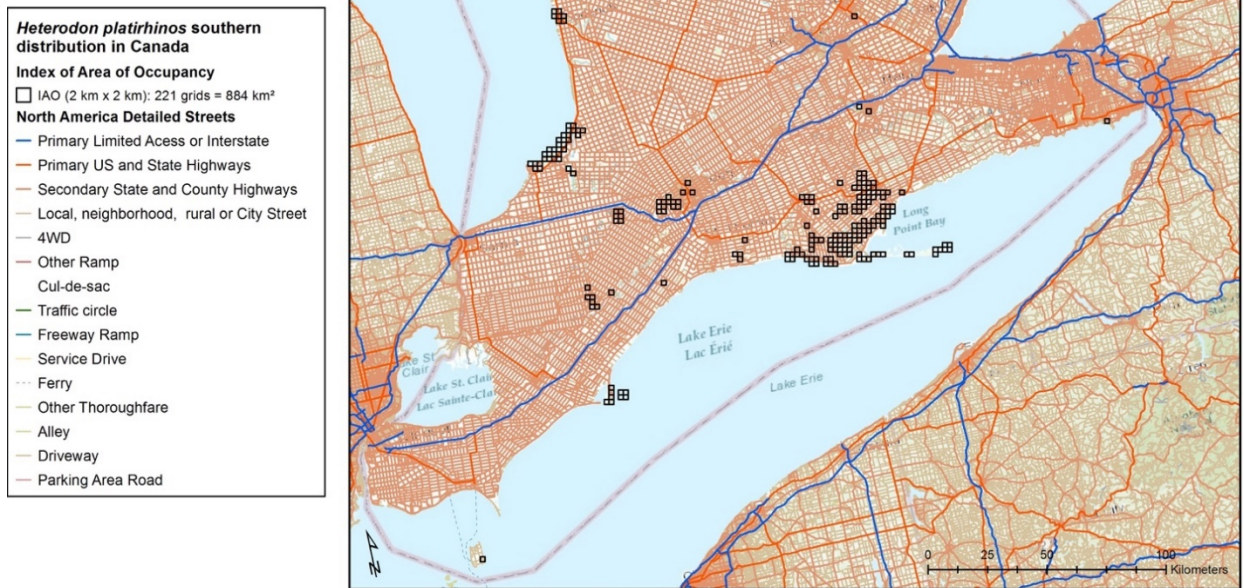 Heterodon platirhinos southern
distribution in Canada
Index of Area of Occupancy
IAO (2 km x 2 km): 221 grids = 884 km²
North America Detailed Streets
Primary Limited Acess or Interstate
Primary US and State Highways
Secondary State and County Highways
Local, neighborhood, rural or City Street
4WD
Other Ramp
Cul-de-sac
Traffic circle
Freeway Ramp
Service Drive
Ferry
Other Thoroughfare
Alley
Driveway
Parking Area Road
Long
Point Bay
Lake Erie
Lac Érié
Lake Erie
Lake St. Clair
N
0 25 50 100
Kilometers